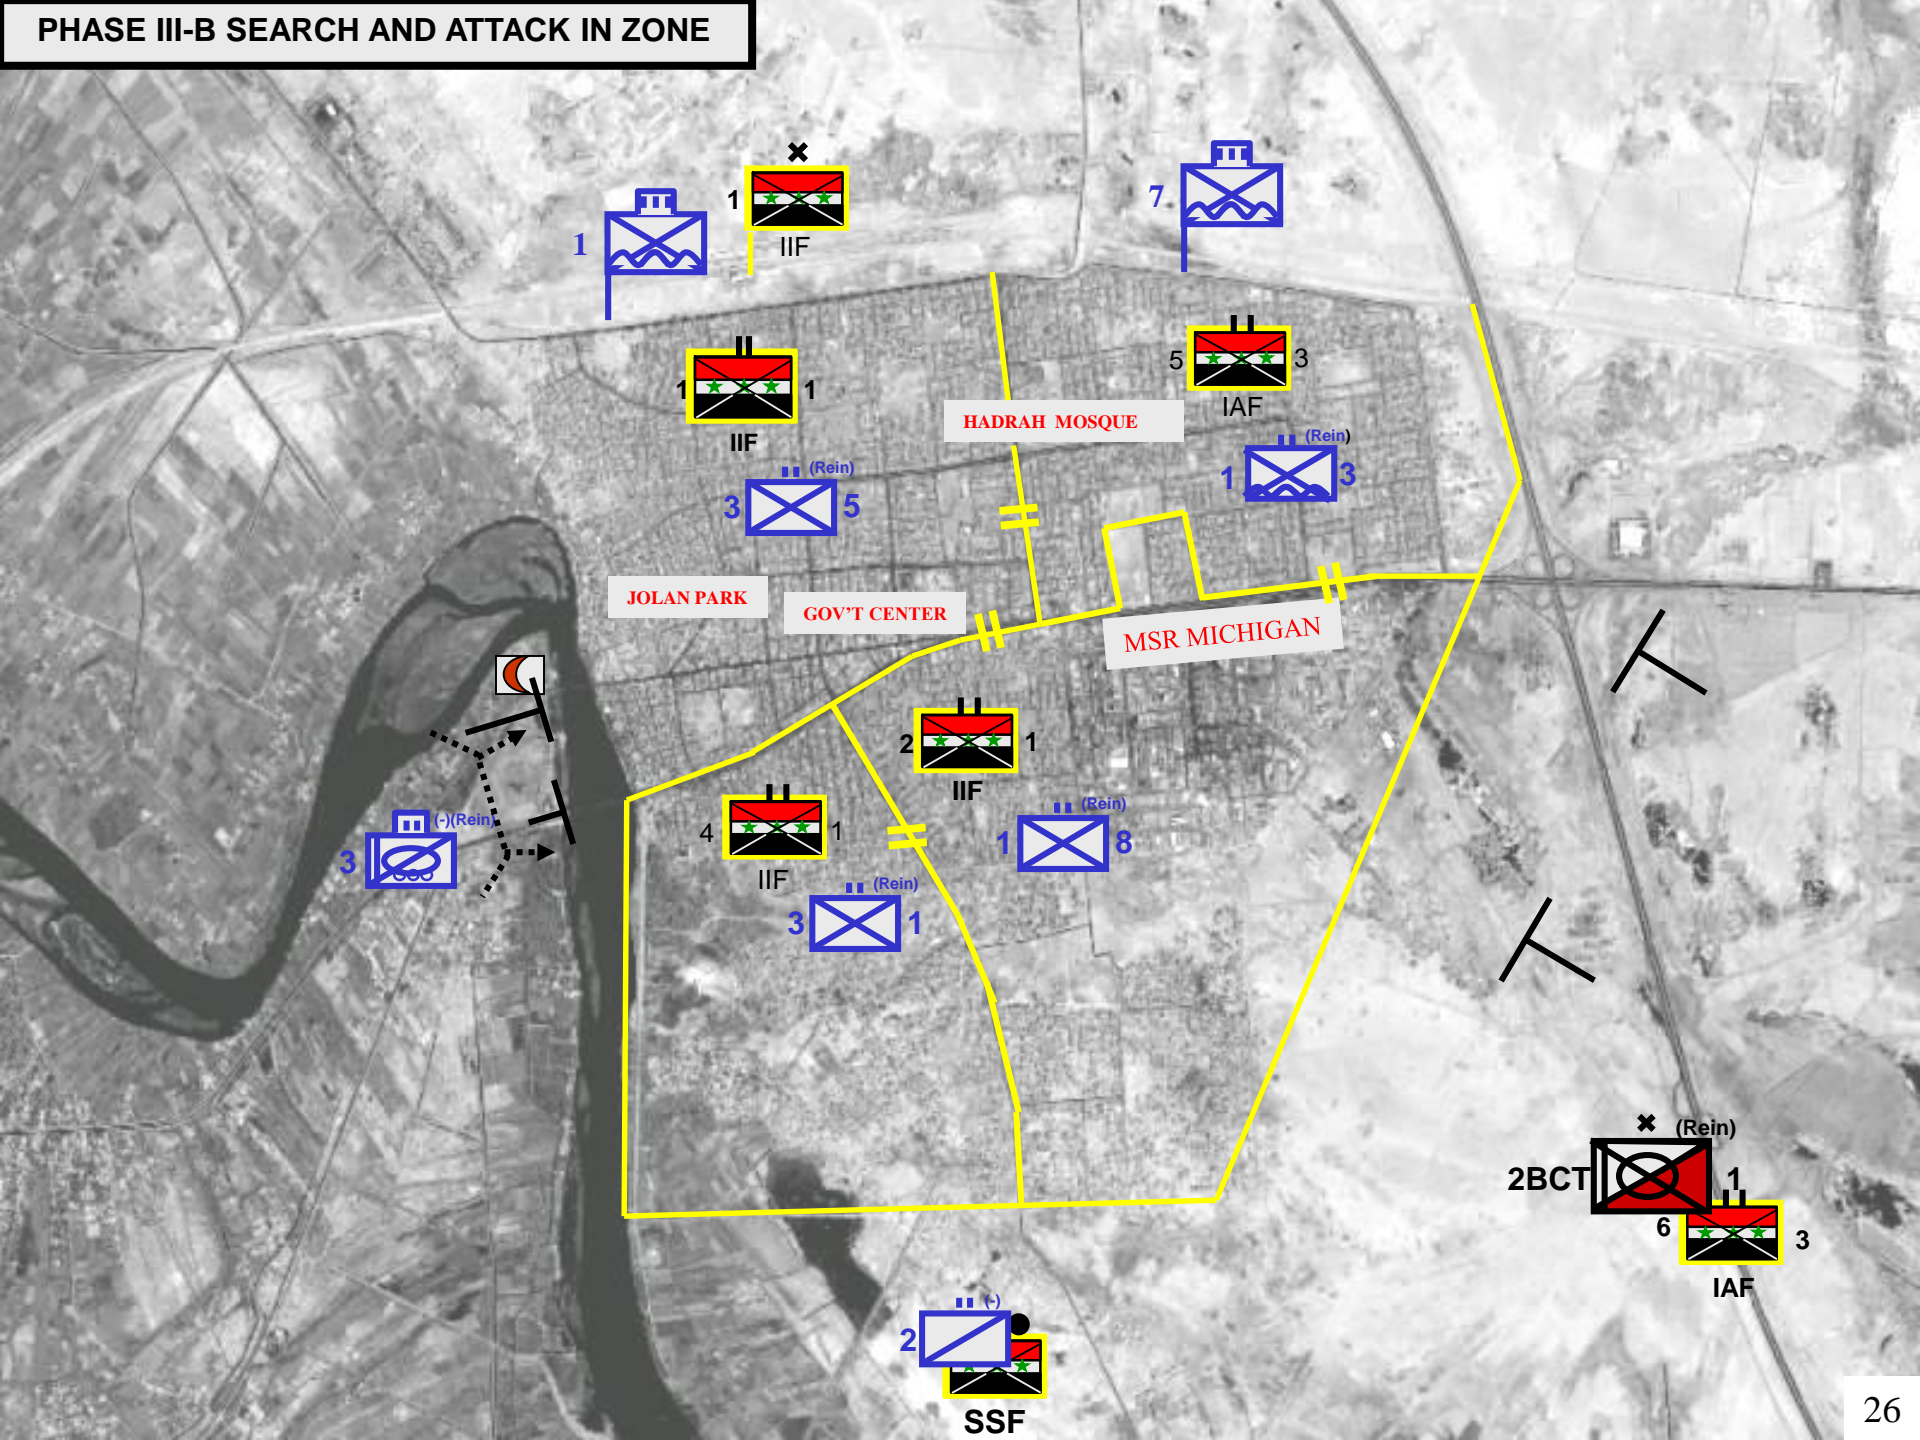 PHASE III-B SEARCH AND ATTACK IN ZONE
1
IIF
1
7
1 1
IIF
5 3
IAF
HADRAH MOSQUE
(Rein)
1 3
(Rein)
3 5
JOLAN PARK
GOV'T CENTER
MSR MICHIGAN
2 1
IIF
4 1
IIF
(-)(Rein)
3
(Rein)
1 8
(Rein)
3 1
(Rein)
2BCT 1
6 3
IAF
(-)
2
SSF
26